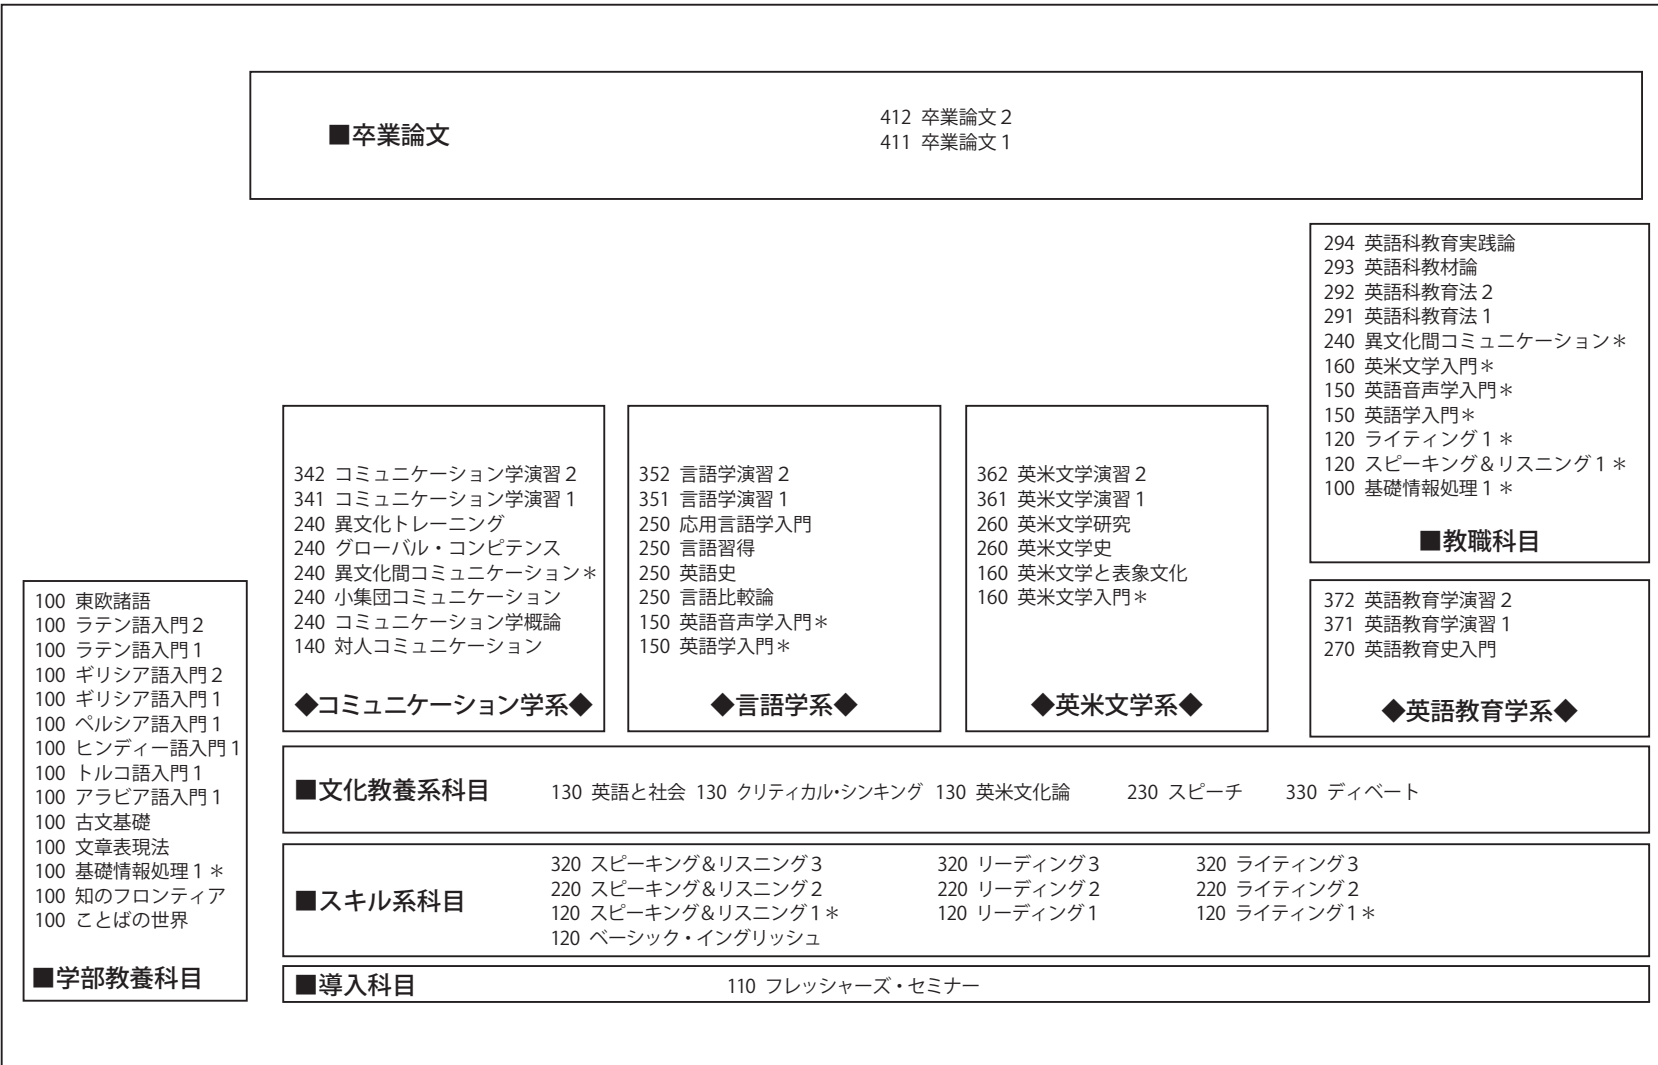 ■卒業論文
412 卒業論文２
411 卒業論文１
294 英語科教育実践論
293 英語科教材論
292 英語科教育法２
291 英語科教育法１
240 異文化間コミュニケーション＊
160 英米文学入門＊
150 英語音声学入門＊
150 英語学入門＊
120 ライティング１＊
120 スピーキング＆リスニング１＊
100 基礎情報処理１＊
■教職科目
342 コミュニケーション学演習２
341 コミュニケーション学演習１
240 異文化トレーニング
240 グローバル・コンピテンス
240 異文化間コミュニケーション＊
240 小集団コミュニケーション
240 コミュニケーション学概論
140 対人コミュニケーション
◆コミュニケーション学系◆
352 言語学演習２
351 言語学演習１
250 応用言語学入門
250 言語習得
250 英語史
250 言語比較論
150 英語音声学入門＊
150 英語学入門＊
◆言語学系◆
362 英米文学演習２
361 英米文学演習１
260 英米文学研究
260 英米文学史
160 英米文学と表象文化
160 英米文学入門＊
◆英米文学系◆
372 英語教育学演習２
371 英語教育学演習１
270 英語教育史入門
◆英語教育学系◆
100 東欧諸語
100 ラテン語入門２
100 ラテン語入門１
100 ギリシア語入門２
100 ギリシア語入門１
100 ペルシア語入門１
100 ヒンディー語入門１
100 トルコ語入門１
100 アラビア語入門１
100 古文基礎
100 文章表現法
100 基礎情報処理１＊
100 知のフロンティア
100 ことばの世界
■学部教養科目
■文化教養系科目 130 英語と社会 130 クリティカル・シンキング 130 英米文化論 230 スピーチ 330 ディベート
■スキル系科目
320 スピーキング＆リスニング３ 320 リーディング３ 320 ライティング３
220 スピーキング＆リスニング２ 220 リーディング２ 220 ライティング２
120 スピーキング＆リスニング１＊ 120 リーディング１ 120 ライティング１＊
120 ベーシック・イングリッシュ
■導入科目 110 フレッシャーズ・セミナー